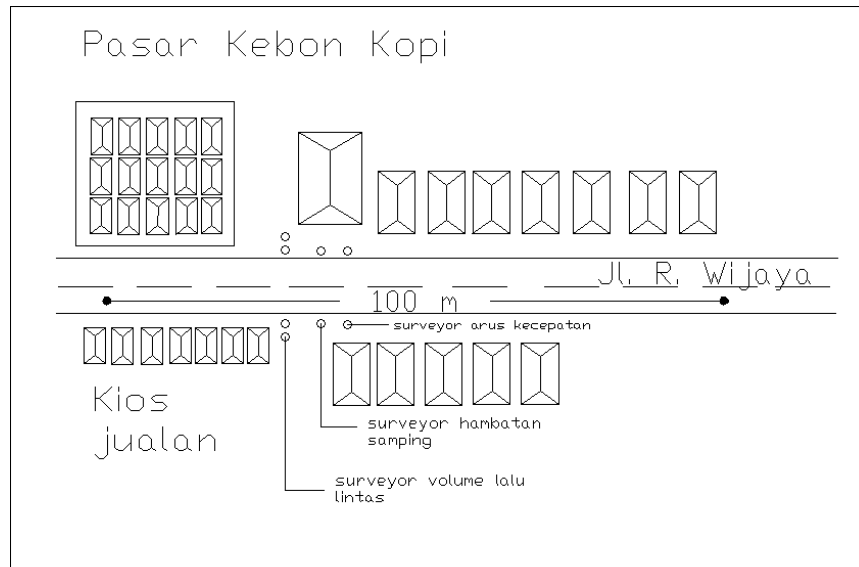 Pasar Kebon Kopi
Jl. R. Wijaya
100 m
surveyor arus kecepatan
Kios
jualan
surveyor hambatan
samping
surveyor volume lalu
lintas